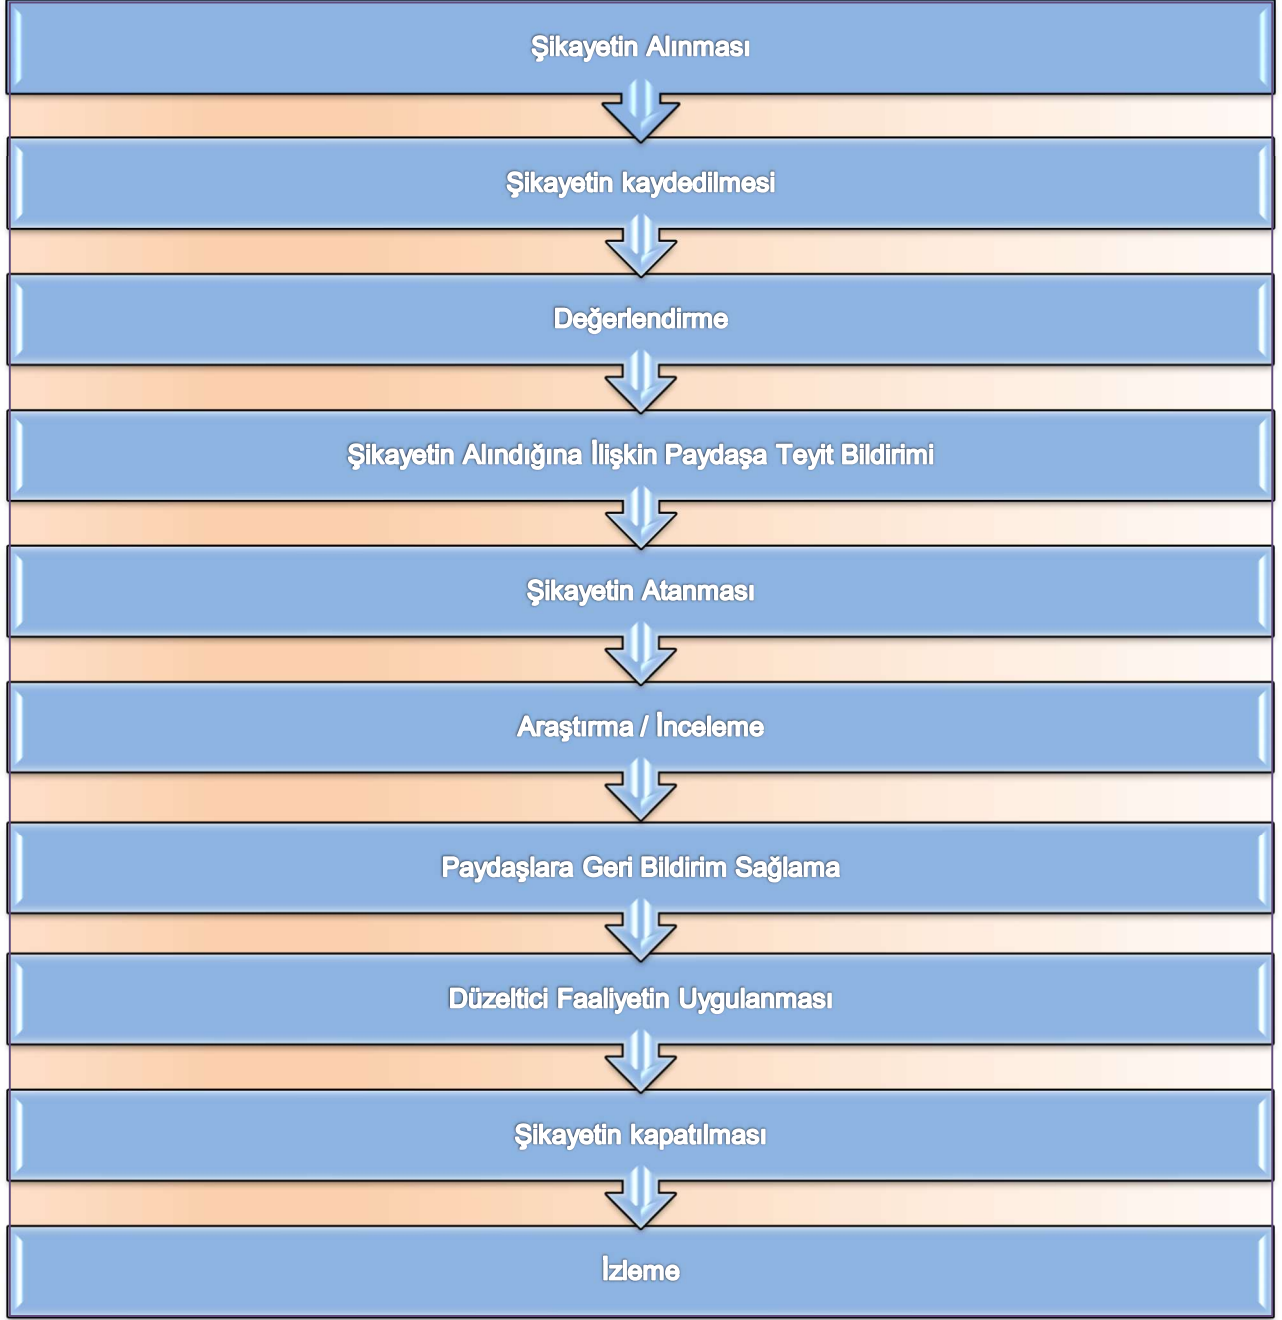 Şikayetin Alınması
Şikayetin kaydedilmesi
Değerlendirme
Şikayetin Alındığına İlişkin Paydaşa Teyit Bildirimi
Şikayetin Atanması
Araştırma / İnceleme
Paydaşlara Geri Bildirim Sağlama
Düzeltici Faaliyetin Uygulanması
Şikayetin kapatılması
İzleme